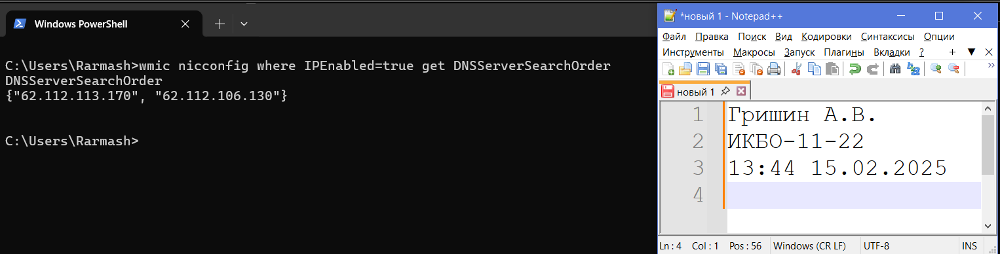 Windows PowerShell
C:\Users\Rarmash>wmic nicconfig where IPEnabled=true get DNSServerSearchOrder
DNSServerSearchOrder
{"62.112.113.170", "62.112.106.130"}
C:\Users\Rarmash>
*новый 1 - Notepad++
Файл Правка Поиск Вид Кодировки Синтаксисы Опции
Инструменты Макросы Запуск Плагины Вкладки ? + ▼ X
новый 1
1 Гришин А.В.
2 ИКБО-11-22
3 13:44 15.02.2025
4
Ln : 4 Col : 1 Pos : 56 Windows (CR LF) UTF-8 INS